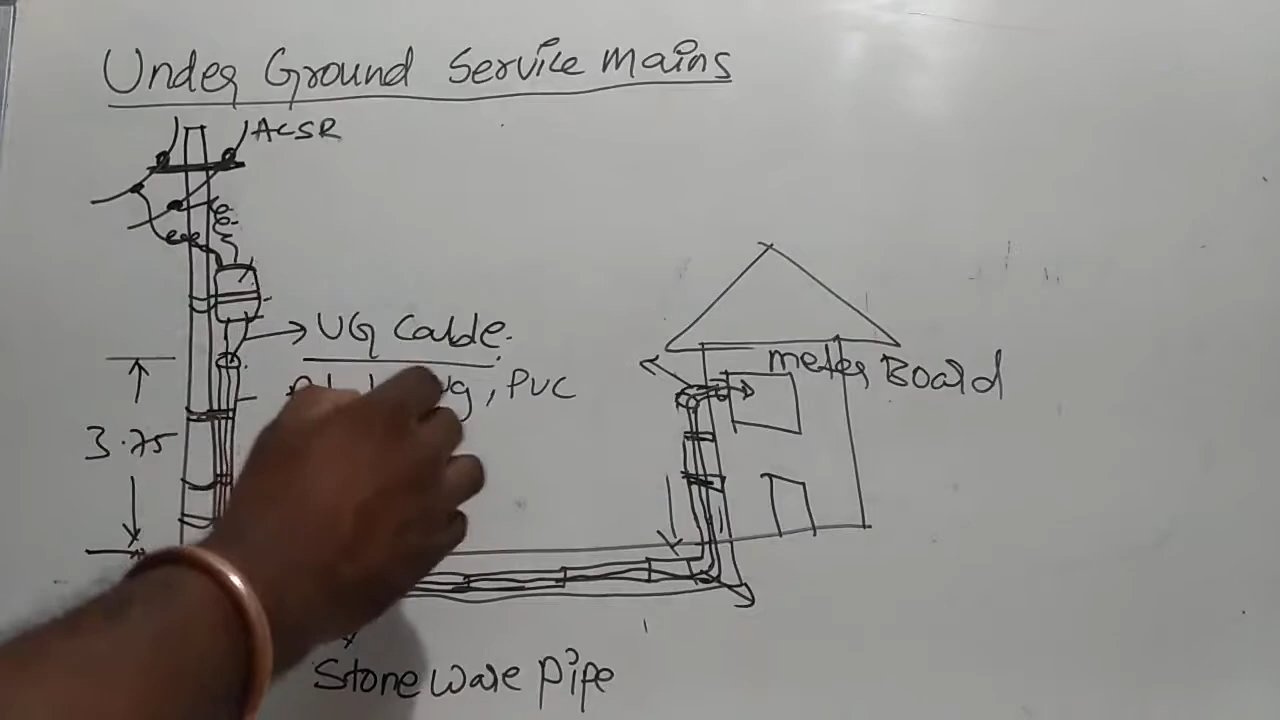 Under Ground Service mains
ACSR
UG Cable.
, PVC
meter Board
3.75
Stone ware pipe